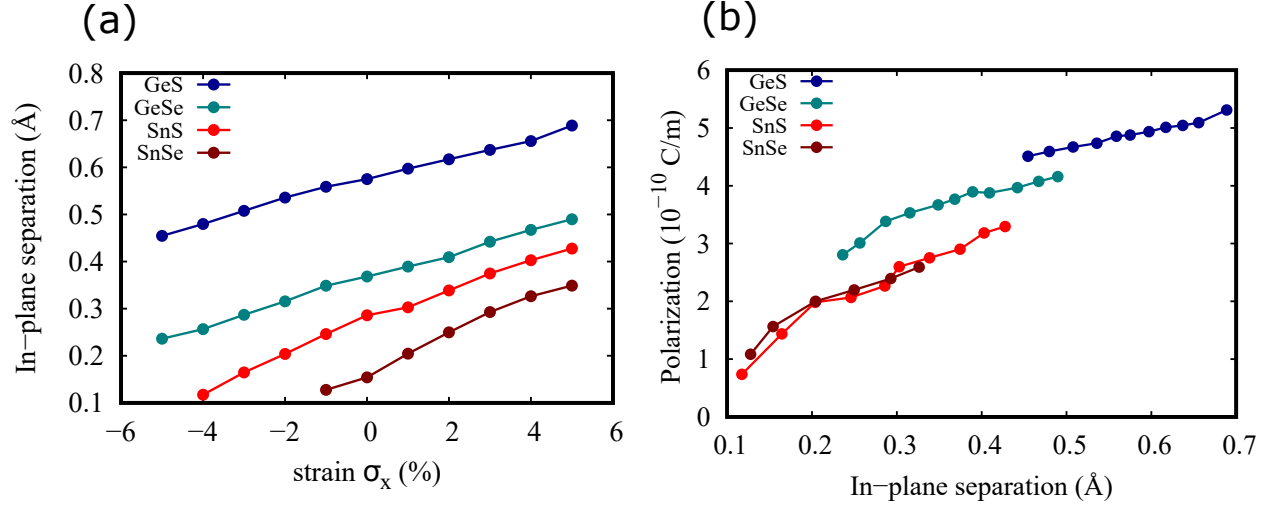 (a)
In−plane separation (Å)
0.8
0.7
0.6
0.5
0.4
0.3
0.2
0.1
GeS
GeSe
SnS
SnSe
−6
−4
−2
0
2
4
6
strain σx (%)
(b)
Polarization (10−10 C/m)
6
5
4
3
2
1
0
GeS
GeSe
SnS
SnSe
0.1
0.2
0.3
0.4
0.5
0.6
0.7
In−plane separation (Å)